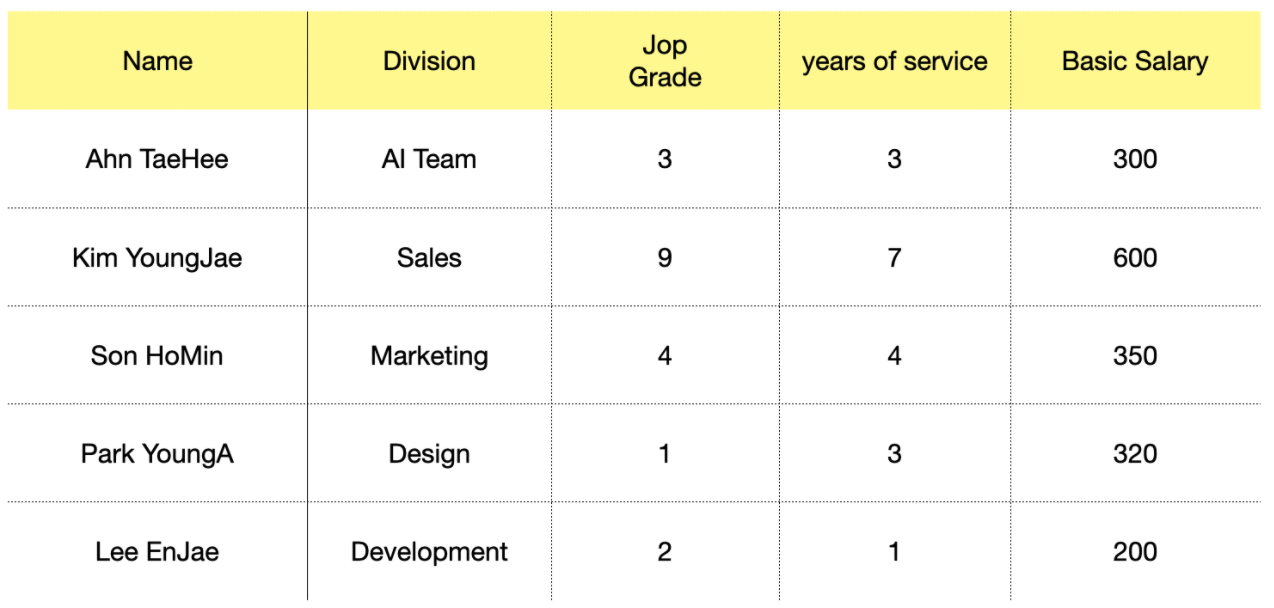 Name Division Jop Grade years of service Basic Salary
Ahn TaeHee AI Team 3 3 300
Kim YoungJae Sales 9 7 600
Son HoMin Marketing 4 4 350
Park YoungA Design 1 3 320
Lee EnJae Development 2 1 200